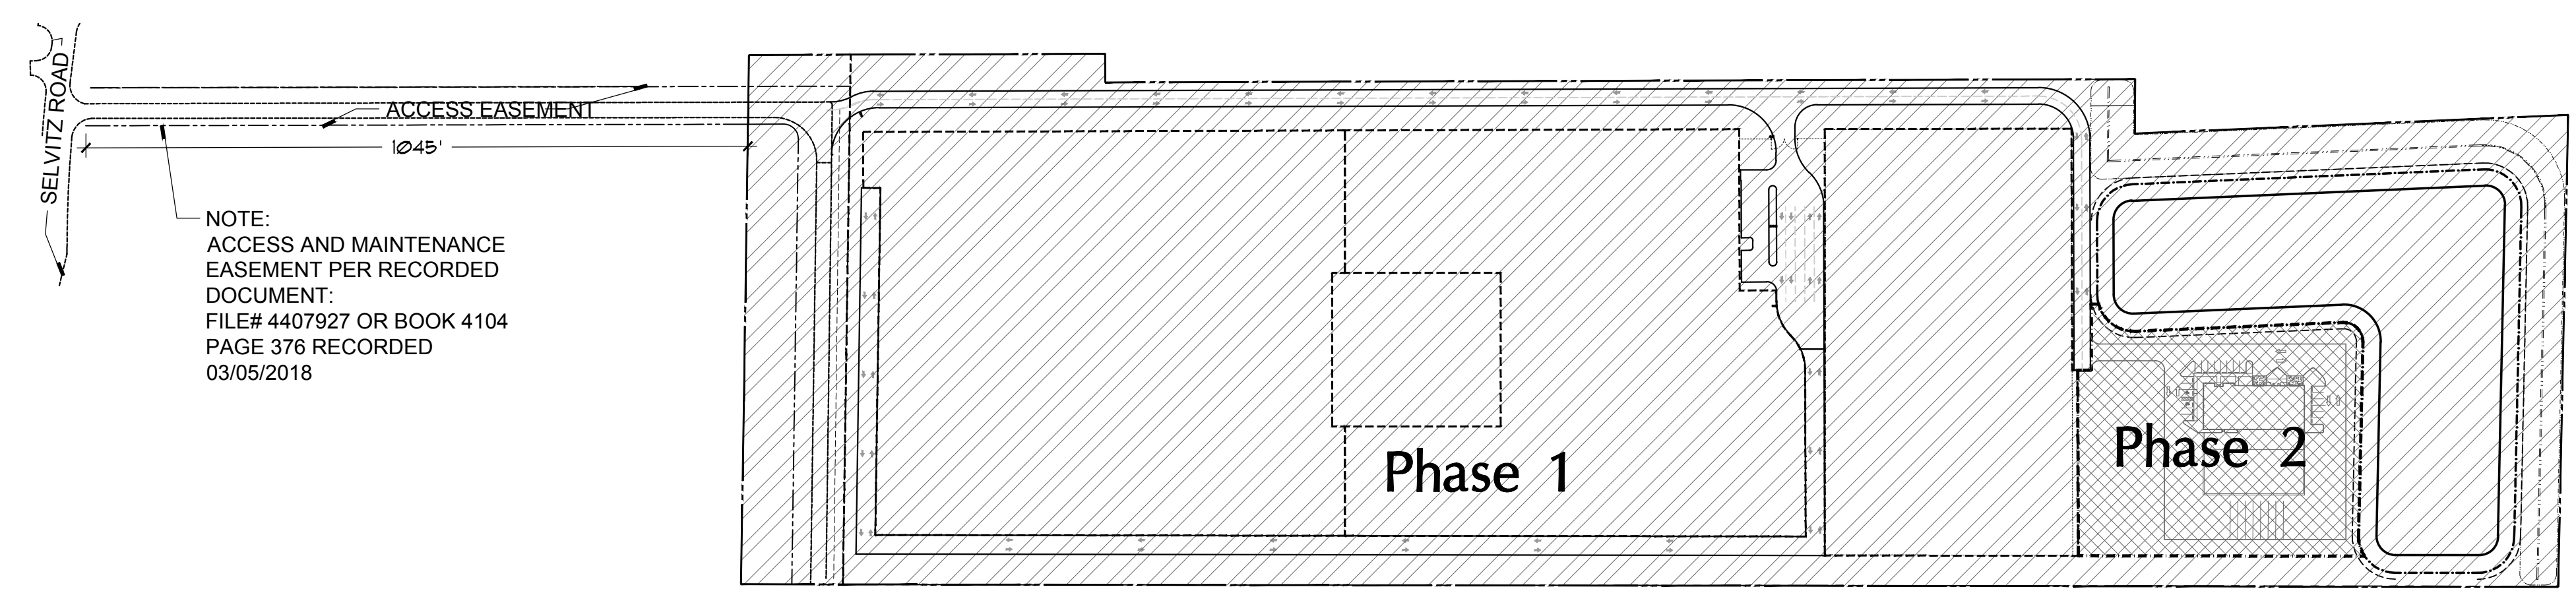 SELVITZ ROAD
ACCESS EASEMENT
1045'
NOTE:
ACCESS AND MAINTENANCE
EASEMENT PER RECORDED
DOCUMENT:
FILE# 4407927 OR BOOK 4104
PAGE 376 RECORDED
03/05/2018
Phase 1
Phase 2